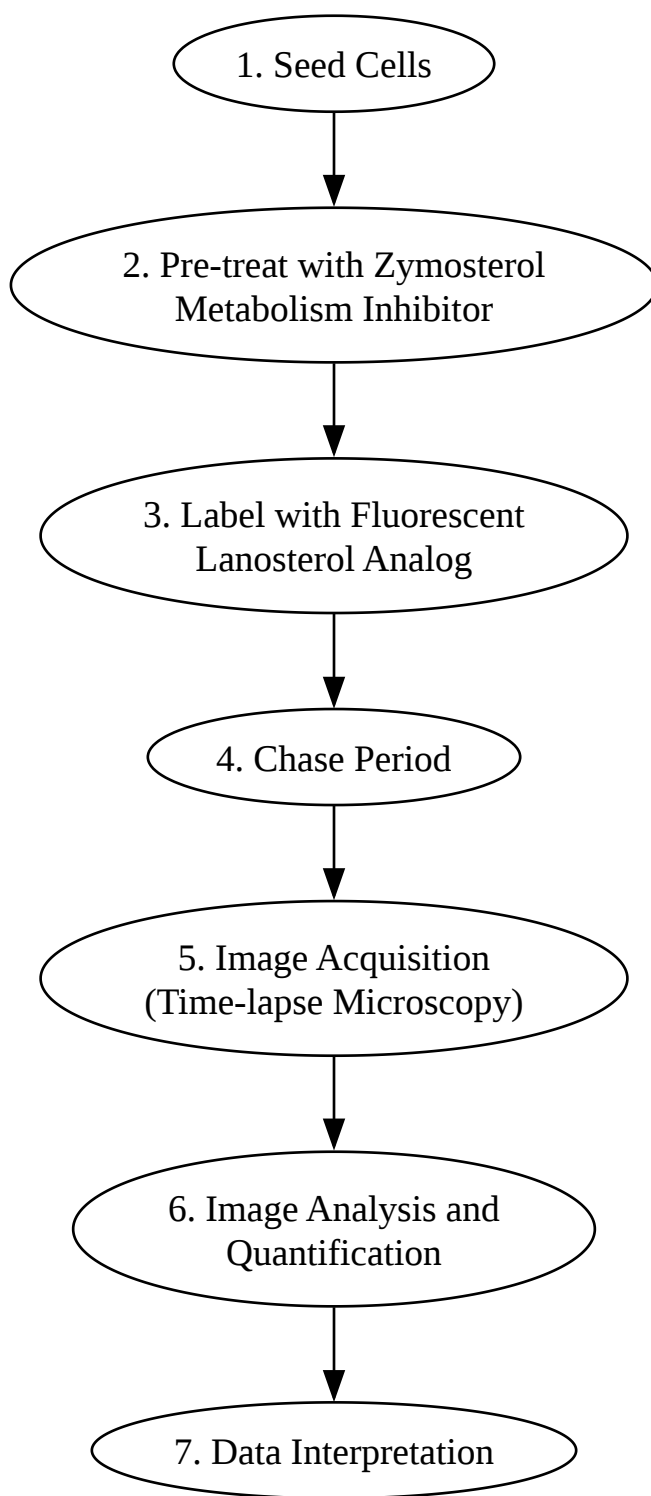 1. Seed Cells
2. Pre-treat with Zymosterol
Metabolism Inhibitor
3. Label with Fluorescent
Lanosterol Analog
4. Chase Period
5. Image Acquisition
(Time-lapse Microscopy)
6. Image Analysis and
Quantification
7. Data Interpretation